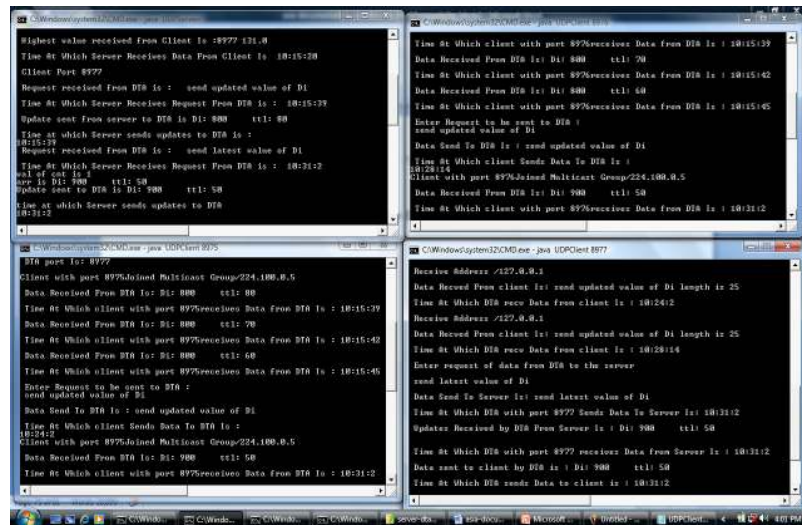 C:\Windows\system32\CMD.exe - java UDPServer
Highest value received from Client Is :8977 131.0
Time At Which Server Receives Data From Client Is 10:15:20
Client Port 8977
Request received from DTA is : send updated value of Di
Time At Which Server Receives Request From DTA is : 10:15:39
Update sent from server to DTA is Di: 800 ttl: 80
Time at which Server sends updates to DTA is :
10:15:39
Request received from DTA is : send latest value of Di
Time At Which Server Receives Request From DTA is : 10:31:2
val of cnt is 1
arr is Di: 900 ttl: 50
Update sent to DTA is Di: 900 ttl: 50
time at which Server sends updates to DTA
10:31:2
C:\Windows\system32\CMD.exe - java UDPClient 8976
Time At Which client with port 8976receives Data from DTA Is : 10:15:39
Data Received From DTA Is: Di: 800 ttl: 70
Time At Which client with port 8976receives Data from DTA Is : 10:15:42
Data Received From DTA Is: Di: 800 ttl: 60
Time At Which client with port 8976receives Data from DTA Is : 10:15:45
Enter Request to be sent to DTA :
send updated value of Di
Data Send To DTA Is : send updated value of Di
Time At Which client Sends Data To DTA Is :
10:28:14
Client with port 8976Joined Multicast Group/224.100.0.5
Data Received From DTA Is: Di: 900 ttl: 50
Time At Which client with port 8976receives Data from DTA Is : 10:31:2
C:\Windows\system32\CMD.exe - java UDPClient 8975
DTA port Is: 8977
Client with port 8975Joined Multicast Group/224.100.0.5
Data Received From DTA Is: Di: 800 ttl: 80
Time At Which client with port 8975receives Data from DTA Is : 10:15:39
Data Received From DTA Is: Di: 800 ttl: 70
Time At Which client with port 8975receives Data from DTA Is : 10:15:42
Data Received From DTA Is: Di: 800 ttl: 60
Time At Which client with port 8975receives Data from DTA Is : 10:15:45
Enter Request to be sent to DTA :
send updated value of Di
Data Send To DTA Is : send updated value of Di
Time At Which client Sends Data To DTA Is :
10:24:2
Client with port 8975Joined Multicast Group/224.100.0.5
Data Received From DTA Is: Di: 900 ttl: 50
Time At Which client with port 8975receives Data from DTA Is : 10:31:2
C:\Windows\system32\CMD.exe - java UDPClient 8977
Receive Address /127.0.0.1
Data Recved From client Is: send updated value of Di length is 25
Time At Which DTA recv Data from client Is : 10:24:2
Receive Address /127.0.0.1
Data Recved From client Is: send updated value of Di length is 25
Time At Which DTA recv Data from client Is : 10:28:14
Enter request of data from DTA to the server
send latest value of Di
Data Send To Server Is: send latest value of Di
Time At Which DTA with port 8977 Sends Data To Server Is: 10:31:2
Updates Received by DTA From Server Is : Di: 900 ttl: 50
Time At Which DTA with port 8977 receives Data from Server Is : 10:31:2
Data sent to client by DTA is : Di: 900 ttl: 50
Time At Which DTA sends Data to client is : 10:31:2
C:\Windo... C:\Windo... C:\Windo... C:\Windo... server-dta... asia-docu... Microsoft ... Untitled - ... UDPClient... 4:01 PM